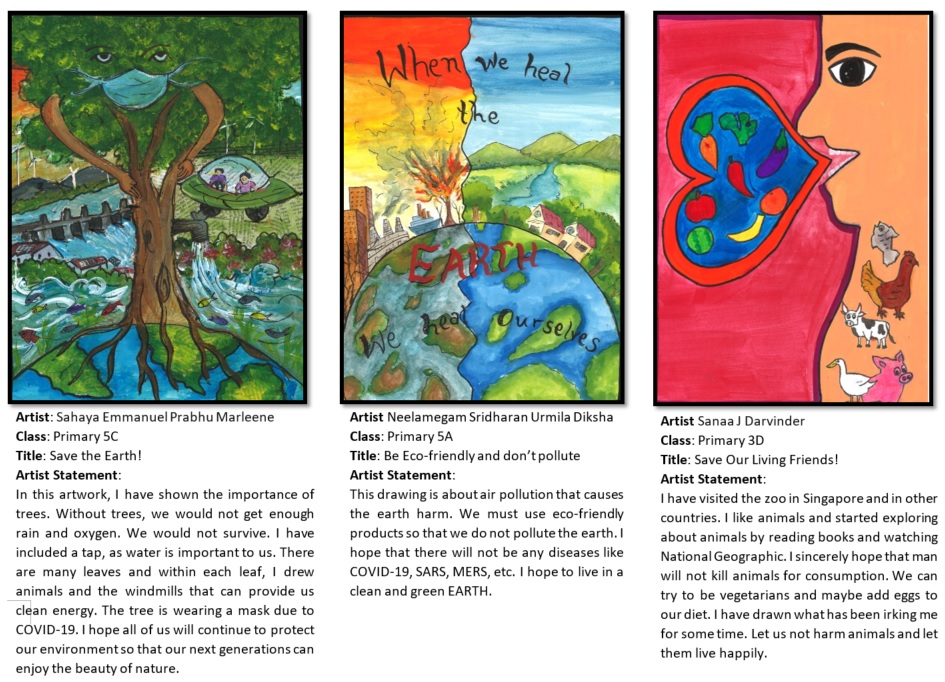 When we heal
the
EARTH
We heal Ourselves
Artist: Sahaya Emmanuel Prabhu Marleene
Class: Primary 5C
Title: Save the Earth!
Artist Statement:
In this artwork, I have shown the importance of
trees. Without trees, we would not get enough
rain and oxygen. We would not survive. I have
included a tap, as water is important to us. There
are many leaves and within each leaf, I drew
animals and the windmills that can provide us
clean energy. The tree is wearing a mask due to
COVID-19. I hope all of us will continue to protect
our environment so that our next generations can
enjoy the beauty of nature.
Artist Neelamegam Sridharan Urmila Diksha
Class: Primary 5A
Title: Be Eco-friendly and don't pollute
Artist Statement:
This drawing is about air pollution that causes
the earth harm. We must use eco-friendly
products so that we do not pollute the earth. I
hope that there will not be any diseases like
COVID-19, SARS, MERS, etc. I hope to live in a
clean and green EARTH.
Artist Sanaa J Darvinder
Class: Primary 3D
Title: Save Our Living Friends!
Artist Statement:
I have visited the zoo in Singapore and in other
countries. I like animals and started exploring
about animals by reading books and watching
National Geographic. I sincerely hope that man
will not kill animals for consumption. We can
try to be vegetarians and maybe add eggs to
our diet. I have drawn what has been irking me
for some time. Let us not harm animals and let
them live happily.